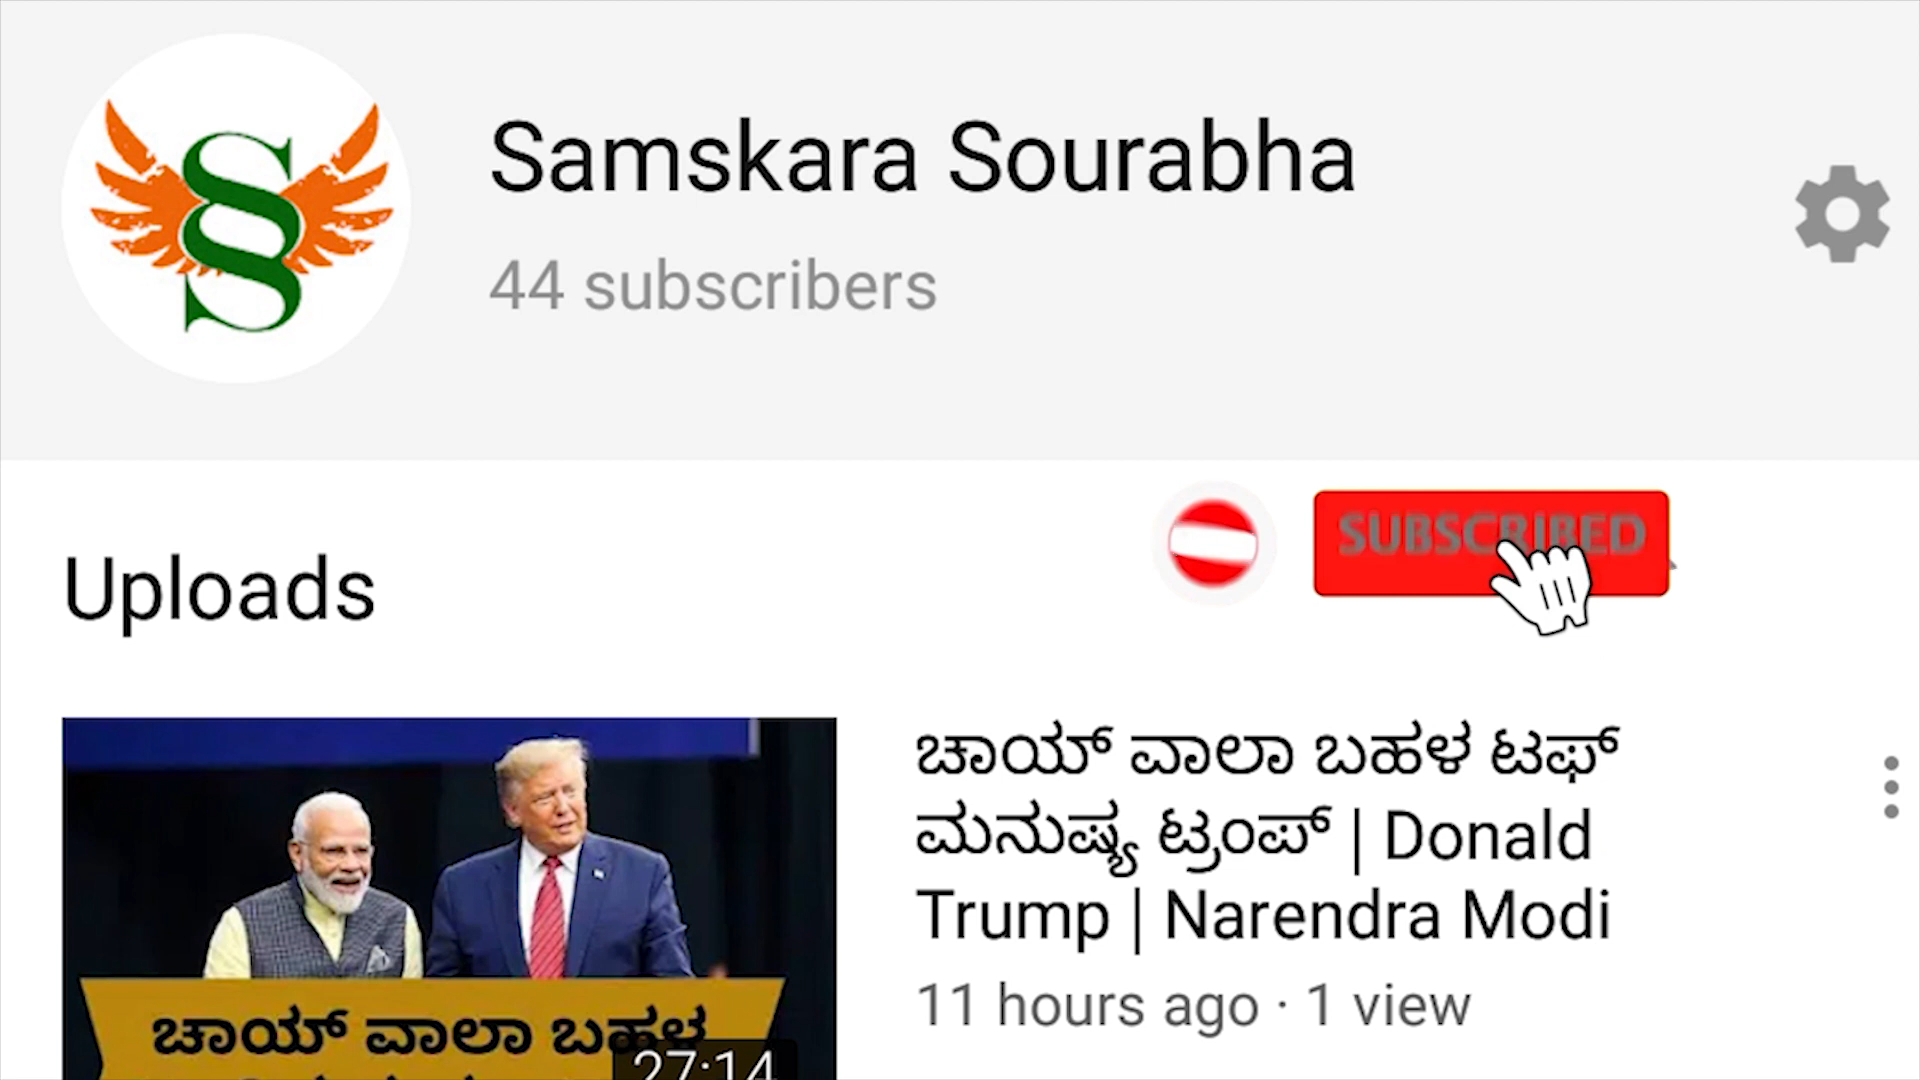 Samskara Sourabha
44 subscribers
SUBSCRIBED
Uploads
ಚಾಯ್ ವಾಲಾ ಬಹಳ ಟಫ್
ಮನುಷ್ಯ ಟ್ರಂಪ್ | Donald
Trump | Narendra Modi
11 hours ago · 1 view
ಚಾಯ್ ವಾಲಾ ಬಹಳ
27:14